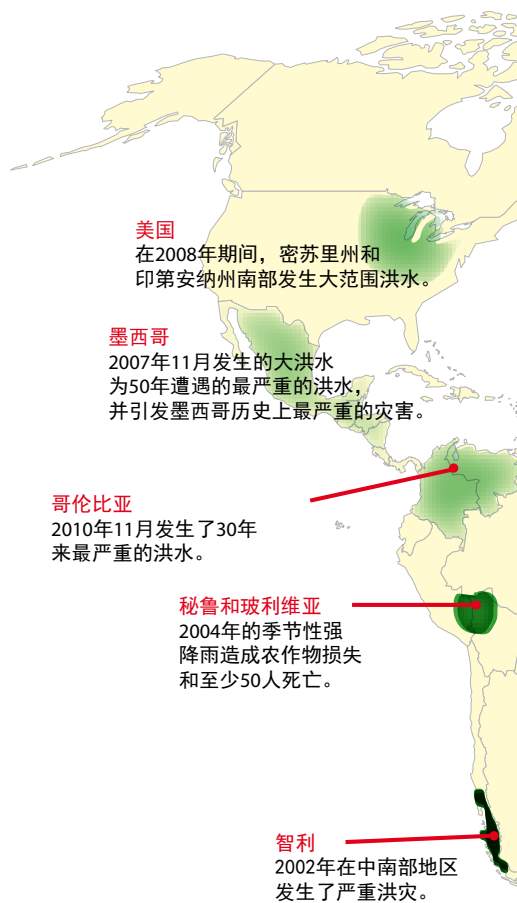 美国
在2008年期间，密苏里州和
印第安纳州南部发生大范围洪水。
墨西哥
2007年11月发生的大洪水
为50年遭遇的最严重的洪水，
并引发墨西哥历史上最严重的灾害。
哥伦比亚
2010年11月发生了30年
来最严重的洪水。
秘鲁和玻利维亚
2004年的季节性强
降雨造成农作物损失
和至少50人死亡。
智利
2002年在中南部地区
发生了严重洪灾。